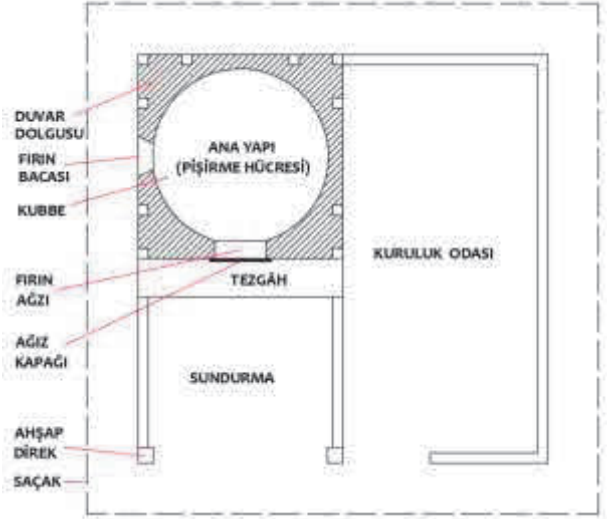 DUVAR
DOLGUSU
FIRIN
BACASI
KUBBE
ANA YAPI
(PİŞİRME HÜCRESİ)
KURULUK ODASI
FIRIN
AĞZI
TEZGÂH
AĞIZ
KAPAĞI
SUNDURMA
AHŞAP
DİREK
SAÇAK